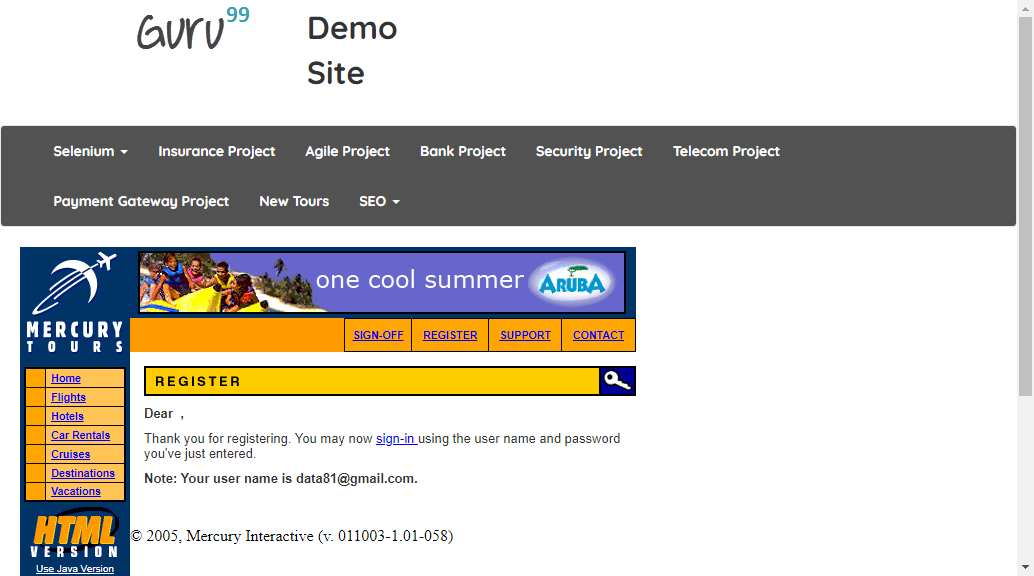 Guru99
Demo
Site
Selenium Insurance Project Agile Project Bank Project Security Project Telecom Project
Payment Gateway Project New Tours SEO
one cool summer ARUBA
MERCURY
TOURS
SIGN-OFF REGISTER SUPPORT CONTACT
Home
Flights
Hotels
Car Rentals
Cruises
Destinations
Vacations
HTML
VERSION
Use Java Version
REGISTER
Dear ,
Thank you for registering. You may now sign-in using the user name and password
you've just entered.
Note: Your user name is data81@gmail.com.
© 2005, Mercury Interactive (v. 011003-1.01-058)